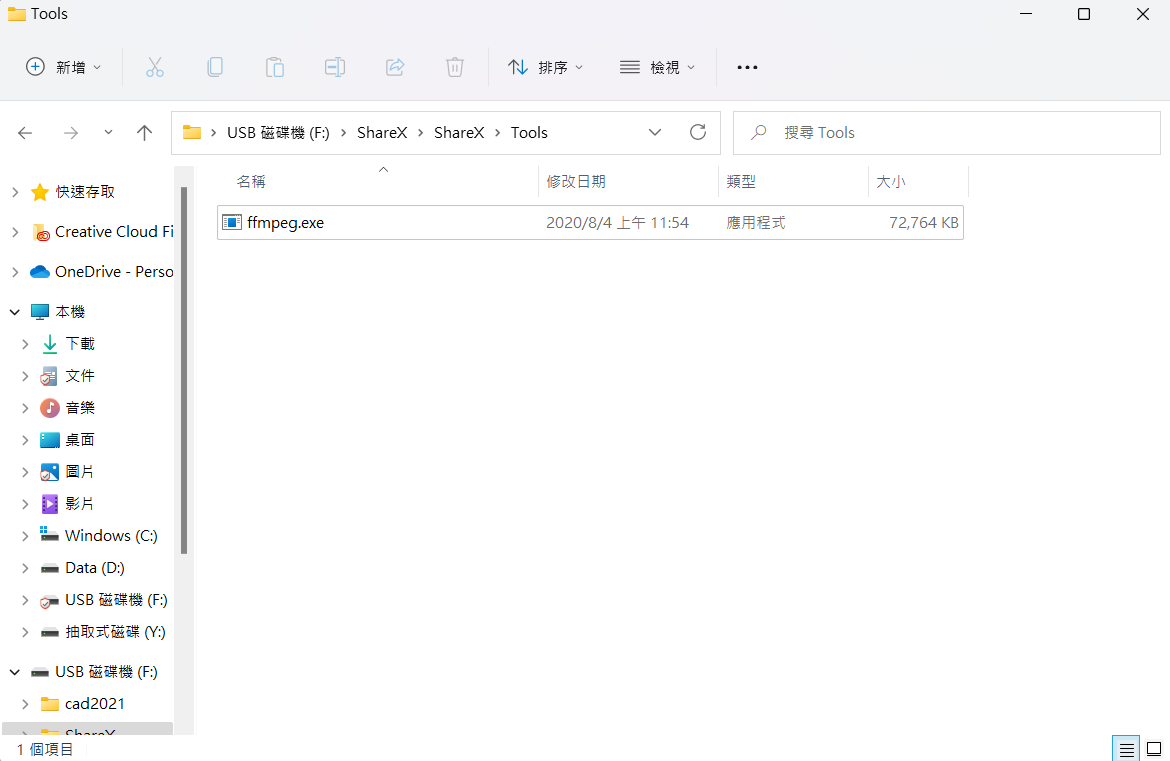 Tools
新增
排序
檢視
USB 磁碟機 (F:) ShareX ShareX Tools
搜尋 Tools
名稱 修改日期 類型 大小
ffmpeg.exe 2020/8/4 上午 11:54 應用程式 72,764 KB
快速存取
Creative Cloud Fi
OneDrive - Perso
本機
下載
文件
音樂
桌面
圖片
影片
Windows (C:)
Data (D:)
USB 磁碟機 (F:)
抽取式磁碟 (Y:)
USB 磁碟機 (F:)
cad2021
ShareX
1 個項目